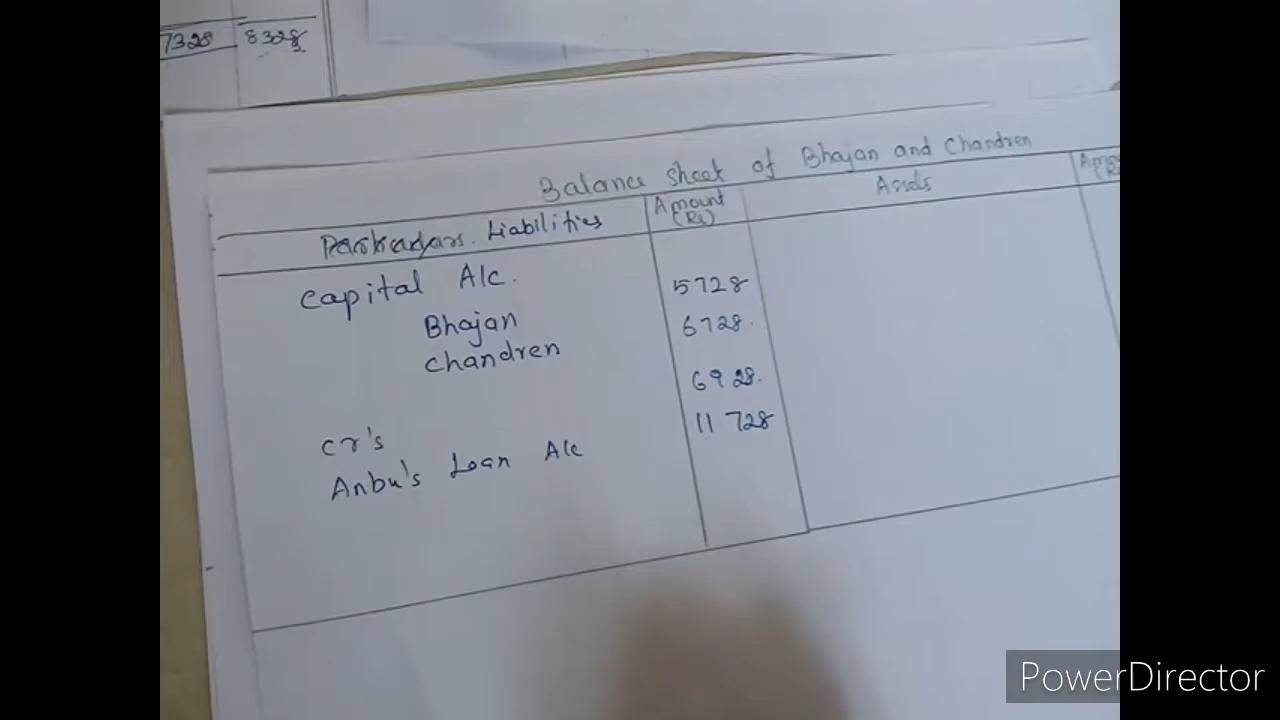 7328 8328
Balance sheet of Bhajan and Chandren
Liabilities Amount (Rs) Assets
Capital A/c.
Bhajan 5728
Chandren 6728.
Cr's 6928.
Anbu's Loan A/c 11728
PowerDirector